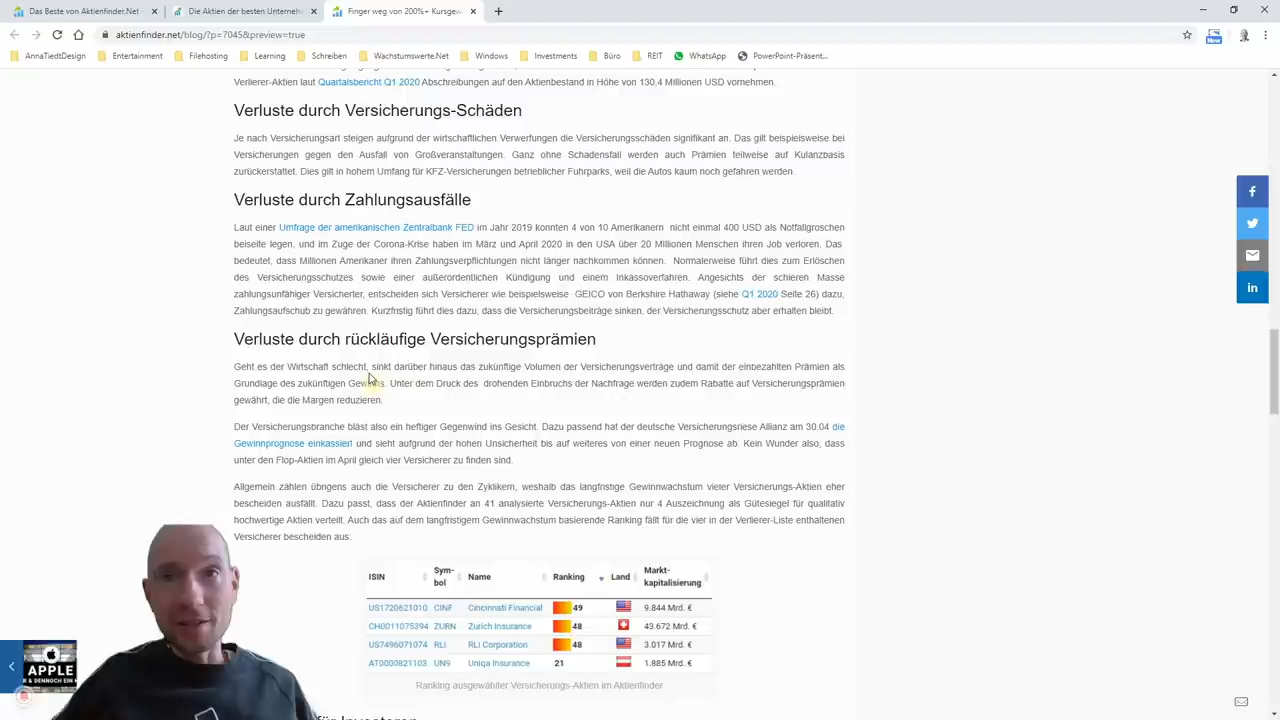 Das Beste von Aktienfinder,Net
Die Aktien der besten Unterneh
Finger weg von 200%+ Kursgew
aktienfinder.net/blog/?p=7045&preview=true
AnnaTiedtDesign
Entertainment
Filehosting
Learning
Schreiben
Wachstumswerte.Net
Windows
Investments
Büro
REIT
WhatsApp
PowerPoint-Präsent...
Verlierer-Aktien laut Quartalsbericht Q1 2020 Abschreibungen auf den Aktienbestand in Höhe von 130,4 Millionen USD vornehmen.
Verluste durch Versicherungs-Schäden
Je nach Versicherungsart steigen aufgrund der wirtschaftlichen Verwerfungen die Versicherungsschäden signifikant an. Das gilt beispielsweise bei
Versicherungen gegen den Ausfall von Großveranstaltungen. Ganz ohne Schadensfall werden auch Prämien teilweise auf Kulanzbasis
zurückerstattet. Dies gilt in hohem Umfang für KFZ-Versicherungen betrieblicher Fuhrparks, weil die Autos kaum noch gefahren werden.
Verluste durch Zahlungsausfälle
Laut einer Umfrage der amerikanischen Zentralbank FED im Jahr 2019 konnten 4 von 10 Amerikanern nicht einmal 400 USD als Notfallgroschen
beiseite legen, und im Zuge der Corona-Krise haben im März und April 2020 in den USA über 20 Millionen Menschen ihren Job verloren. Das
bedeutet, dass Millionen Amerikaner ihren Zahlungsverpflichtungen nicht länger nachkommen können. Normalerweise führt dies zum Erlöschen
des Versicherungsschutzes sowie einer außerordentlichen Kündigung und einem Inkassoverfahren. Angesichts der schieren Masse
zahlungsunfähiger Versicherter, entscheiden sich Versicherer wie beispielsweise GEICO von Berkshire Hathaway (siehe Q1 2020 Seite 26) dazu,
Zahlungsaufschub zu gewähren. Kurzfristig führt dies dazu, dass die Versicherungsbeiträge sinken, der Versicherungsschutz aber erhalten bleibt.
Verluste durch rückläufige Versicherungsprämien
Geht es der Wirtschaft schlecht, sinkt darüber hinaus das zukünftige Volumen der Versicherungsverträge und damit der einbezahlten Prämien als
Grundlage des zukünftigen Gewinns. Unter dem Druck des drohenden Einbruchs der Nachfrage werden zudem Rabatte auf Versicherungsprämien
gewährt, die die Margen reduzieren.
Der Versicherungsbranche bläst also ein heftiger Gegenwind ins Gesicht. Dazu passend hat der deutsche Versicherungsriese Allianz am 30.04 die
Gewinnprognose einkassiert und sieht aufgrund der hohen Unsicherheit bis auf weiteres von einer neuen Prognose ab. Kein Wunder also, dass
unter den Flop-Aktien im April gleich vier Versicherer zu finden sind.
Allgemein zählen übrigens auch die Versicherer zu den Zyklikern, weshalb das langfristige Gewinnwachstum vieler Versicherungs-Aktien eher
bescheiden ausfällt. Dazu passt, dass der Aktienfinder an 41 analysierte Versicherungs-Aktien nur 4 Auszeichnung als Gütesiegel für qualitativ
hochwertige Aktien verteilt. Auch das auf dem langfristigem Gewinnwachstum basierende Ranking fällt für die vier in der Verlierer-Liste enthaltenen
Versicherer bescheiden aus:
ISIN Sym-bol Name Ranking Land Markt-kapitalisierung
US1720621010 CINF Cincinnati Financial 49 9.844 Mrd. €
CH0011075394 ZURN Zurich Insurance 48 43.672 Mrd. €
US7496071074 RLI RLI Corporation 48 3.017 Mrd. €
AT0000821103 UN9 Uniqa Insurance 21 1.885 Mrd. €
Ranking ausgewählter Versicherungs-Aktien im Aktienfinder
APPLE
R & DENNOCH EIN K
für Investoren